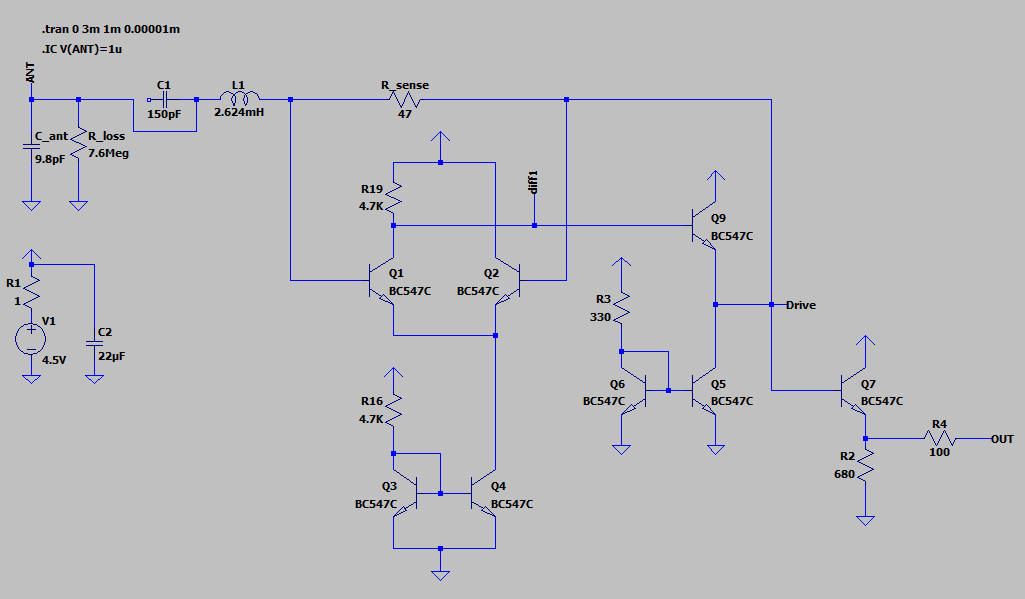 .tran 0 3m 1m 0.00001m
.IC V(ANT)=1u
ANT
C1
150pF
L1
2.624mH
R_sense
47
C_ant
9.8pF
R_loss
7.6Meg
R19
4.7K
diff1
Q9
BC547C
Q1
BC547C
Q2
BC547C
R1
1
V1
4.5V
C2
22µF
R3
330
Drive
R16
4.7K
Q6
BC547C
Q5
BC547C
Q7
BC547C
R4
100
OUT
R2
680
Q3
BC547C
Q4
BC547C